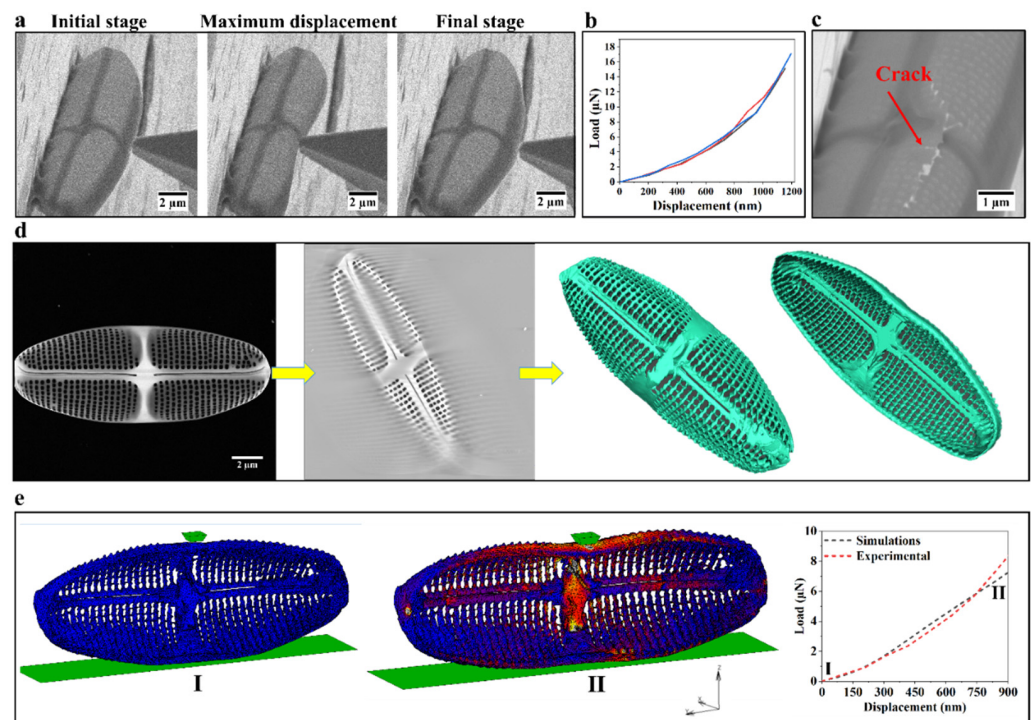 a
Initial stage
Maximum displacement
Final stage
2 µm
2 µm
2 µm
b
Load (µN)
18
16
14
12
10
8
6
4
2
0
0 200 400 600 800 1000 1200
Displacement (nm)
c
Crack
1 µm
d
2 µm
e
I
II
z
Load (µN)
10
8
6
4
2
0
Simulations
Experimental
I
II
0 150 300 450 600 750 900
Displacement (nm)